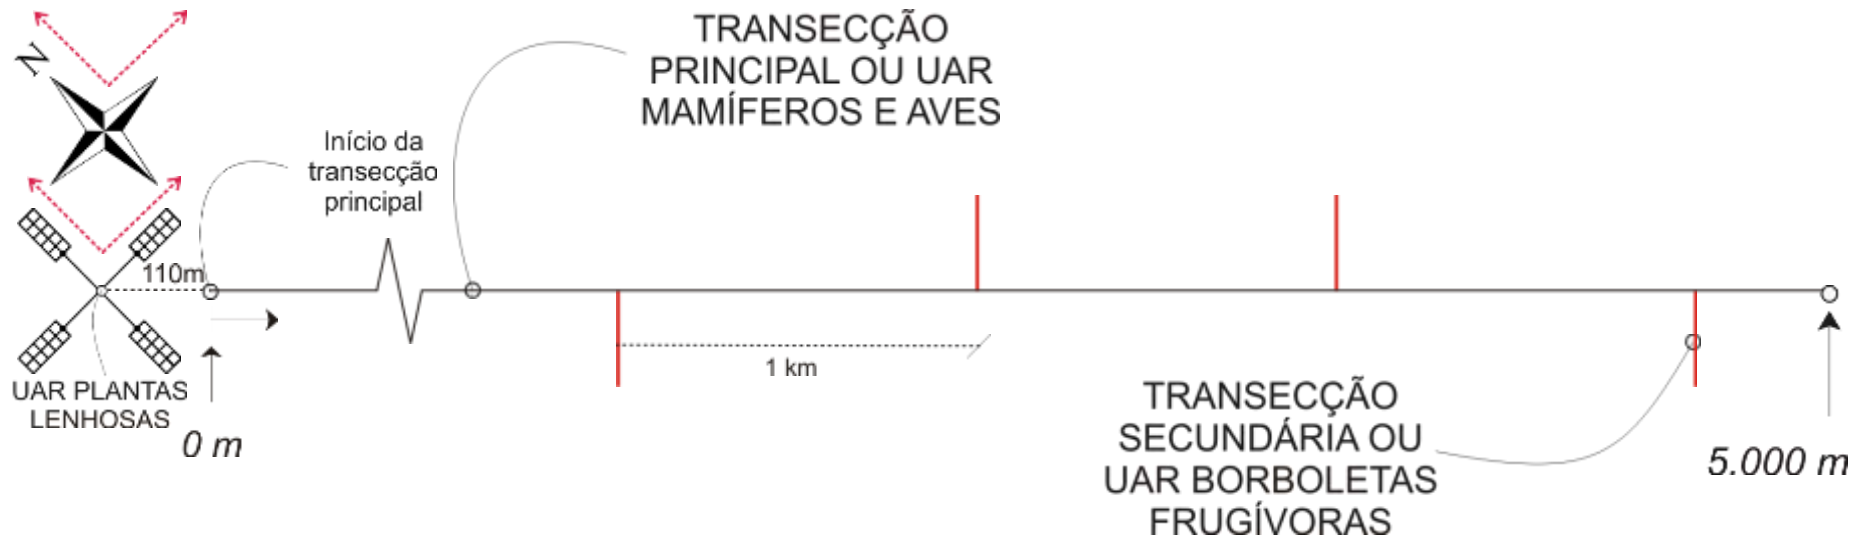 N
Início da
transecção
principal
TRANSECÇÃO
PRINCIPAL OU UAR
MAMÍFEROS E AVES
110m
UAR PLANTAS
LENHOSAS
0 m
1 km
TRANSECÇÃO
SECUNDÁRIA OU
UAR BORBOLETAS
FRUGÍVORAS
5.000 m